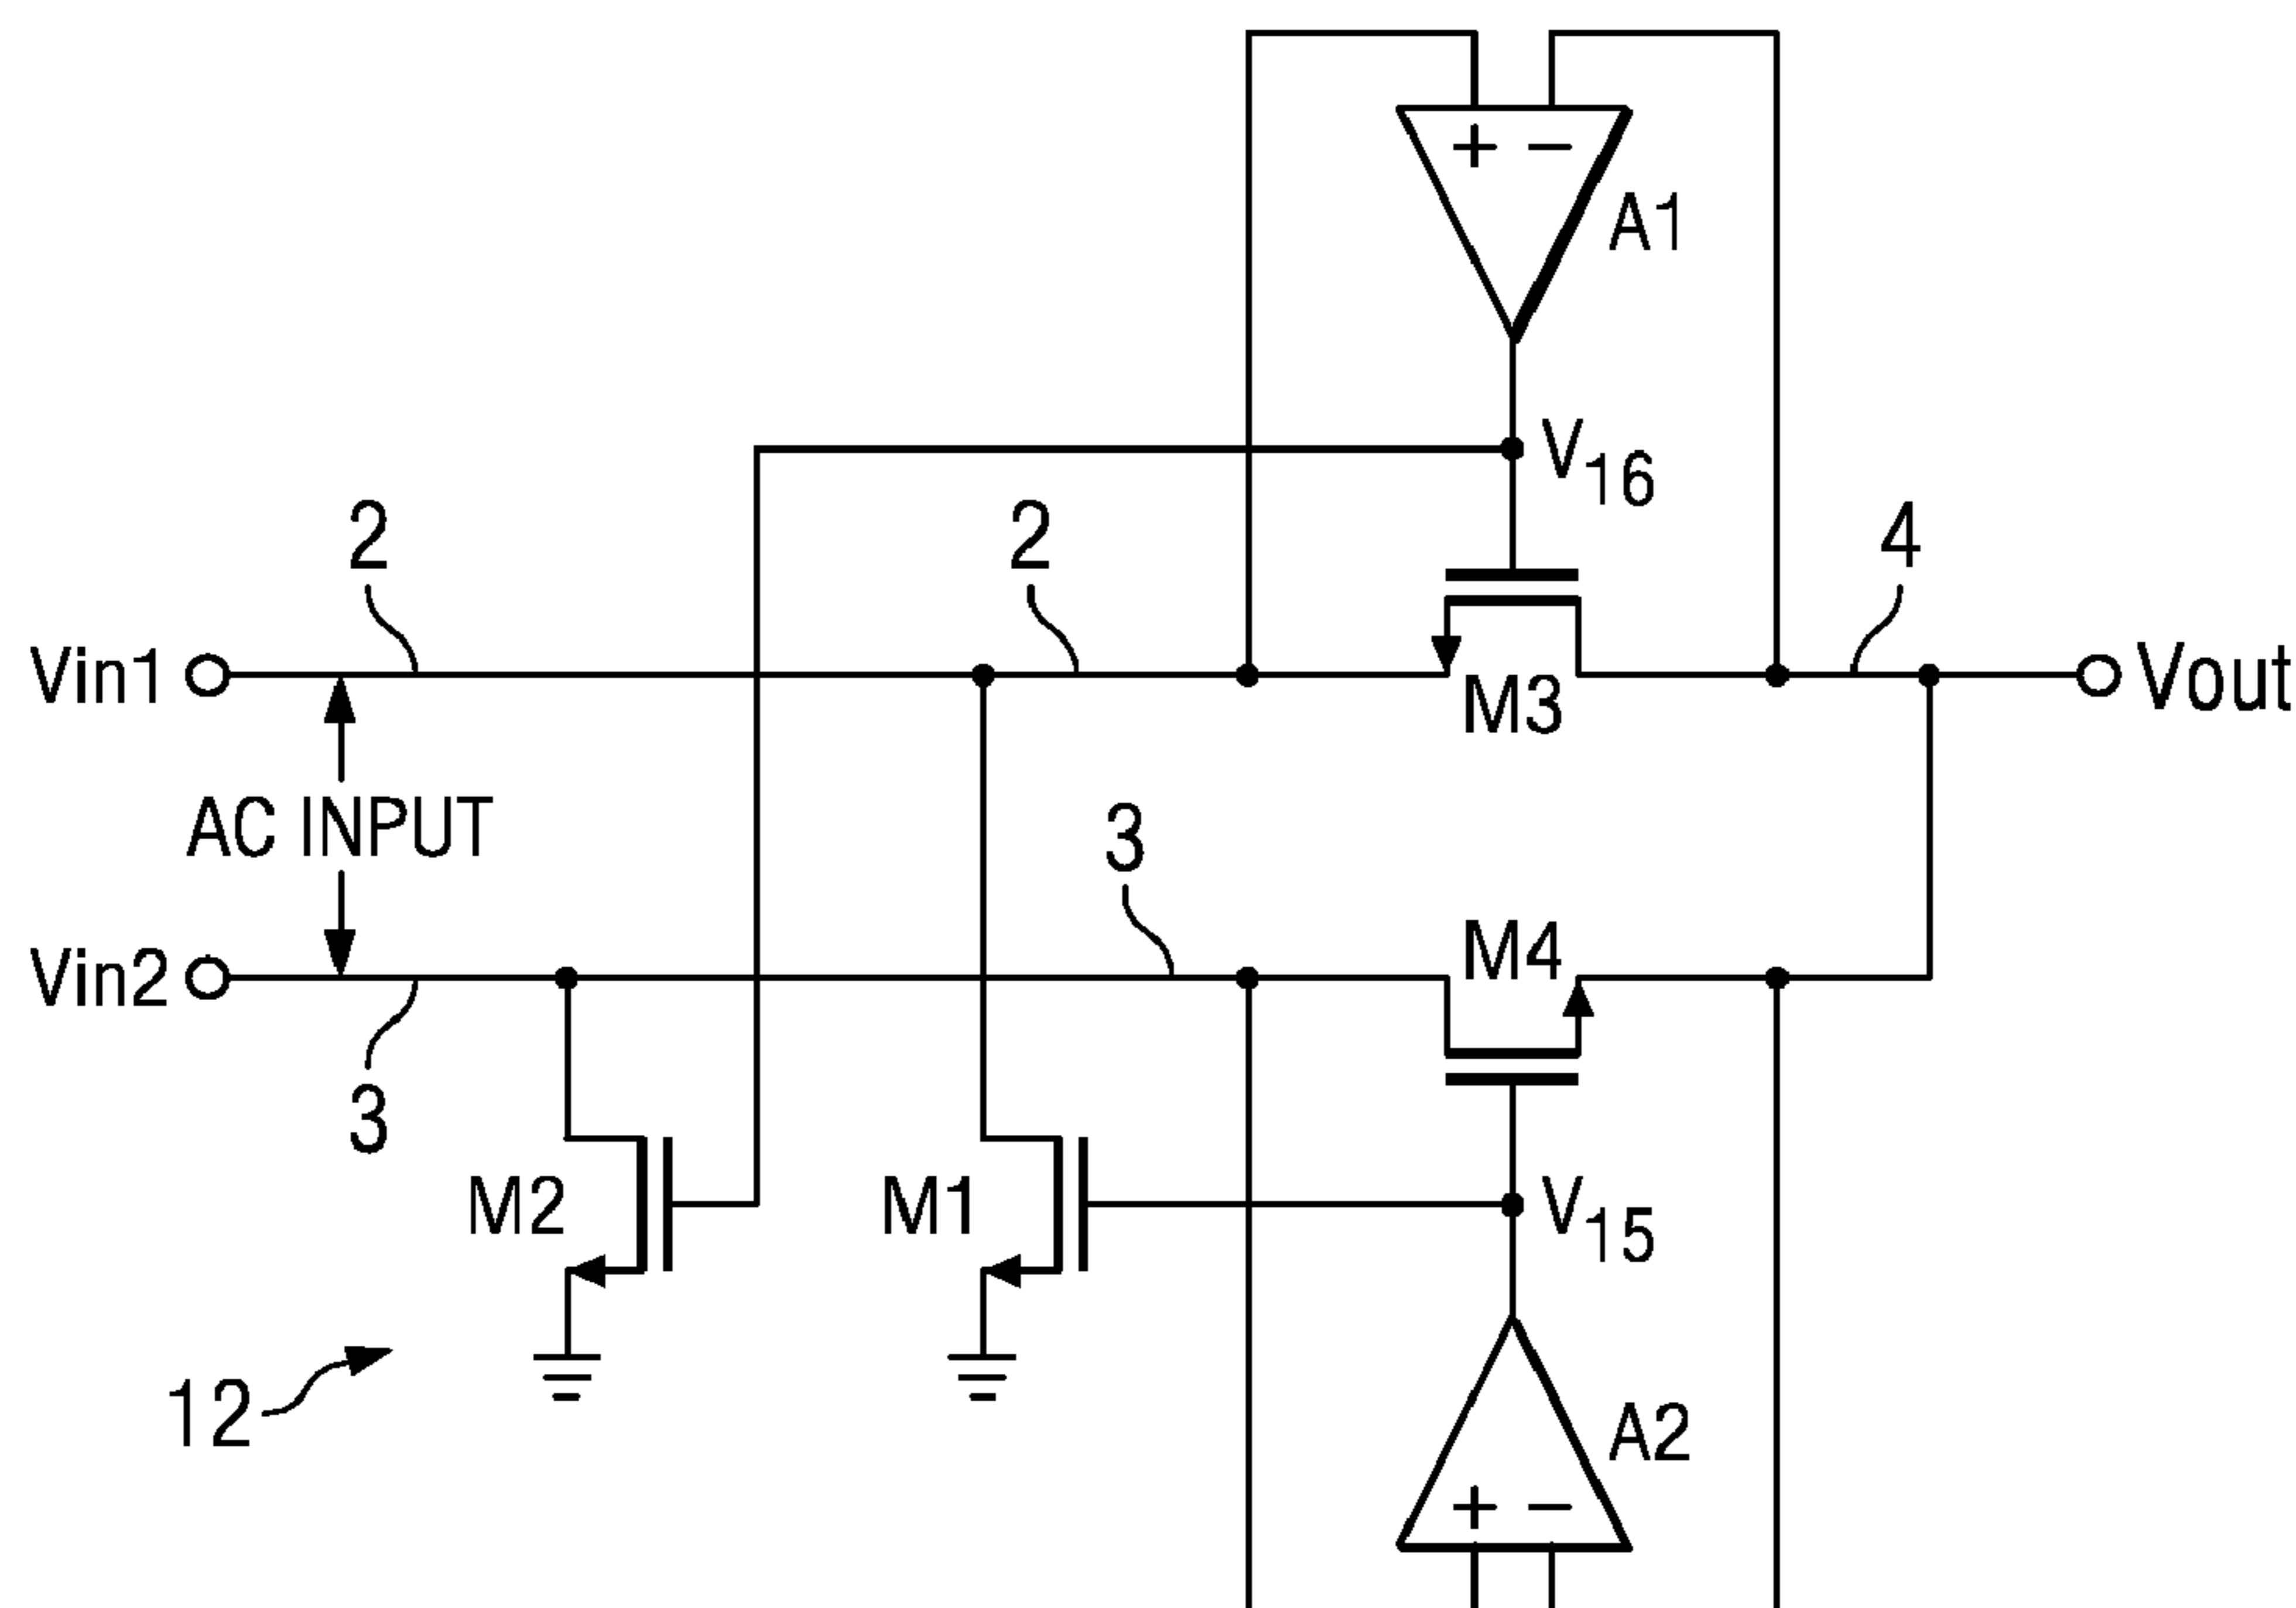 + −
A1
V16
2
2
4
Vin1
M3
Vout
AC INPUT
3
M4
Vin2
3
M2
M1
V15
12
A2
+ −